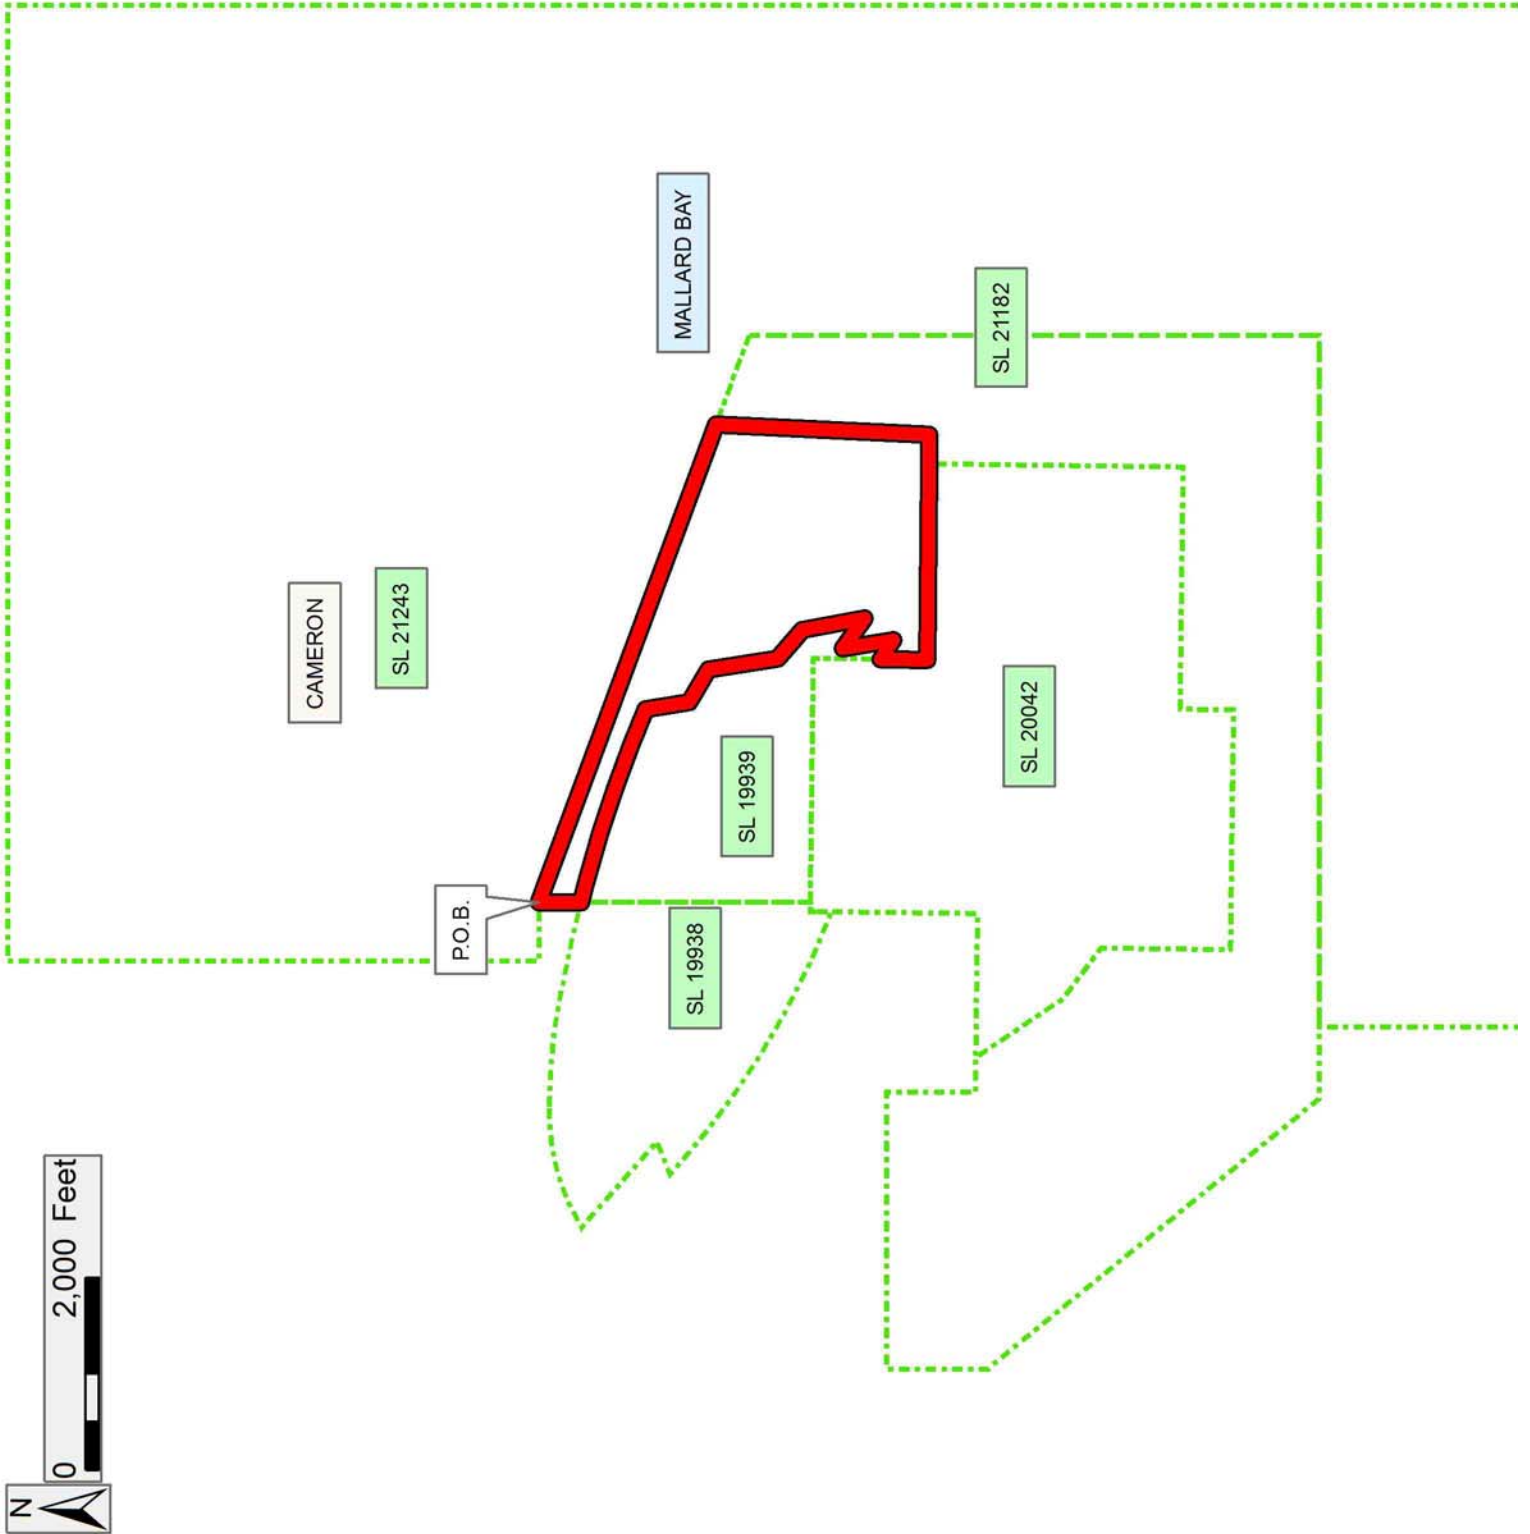 N
0 2,000 Feet
CAMERON
SL 21243
P.O.B.
MALLARD BAY
SL 19938
SL 19939
SL 21182
SL 20042